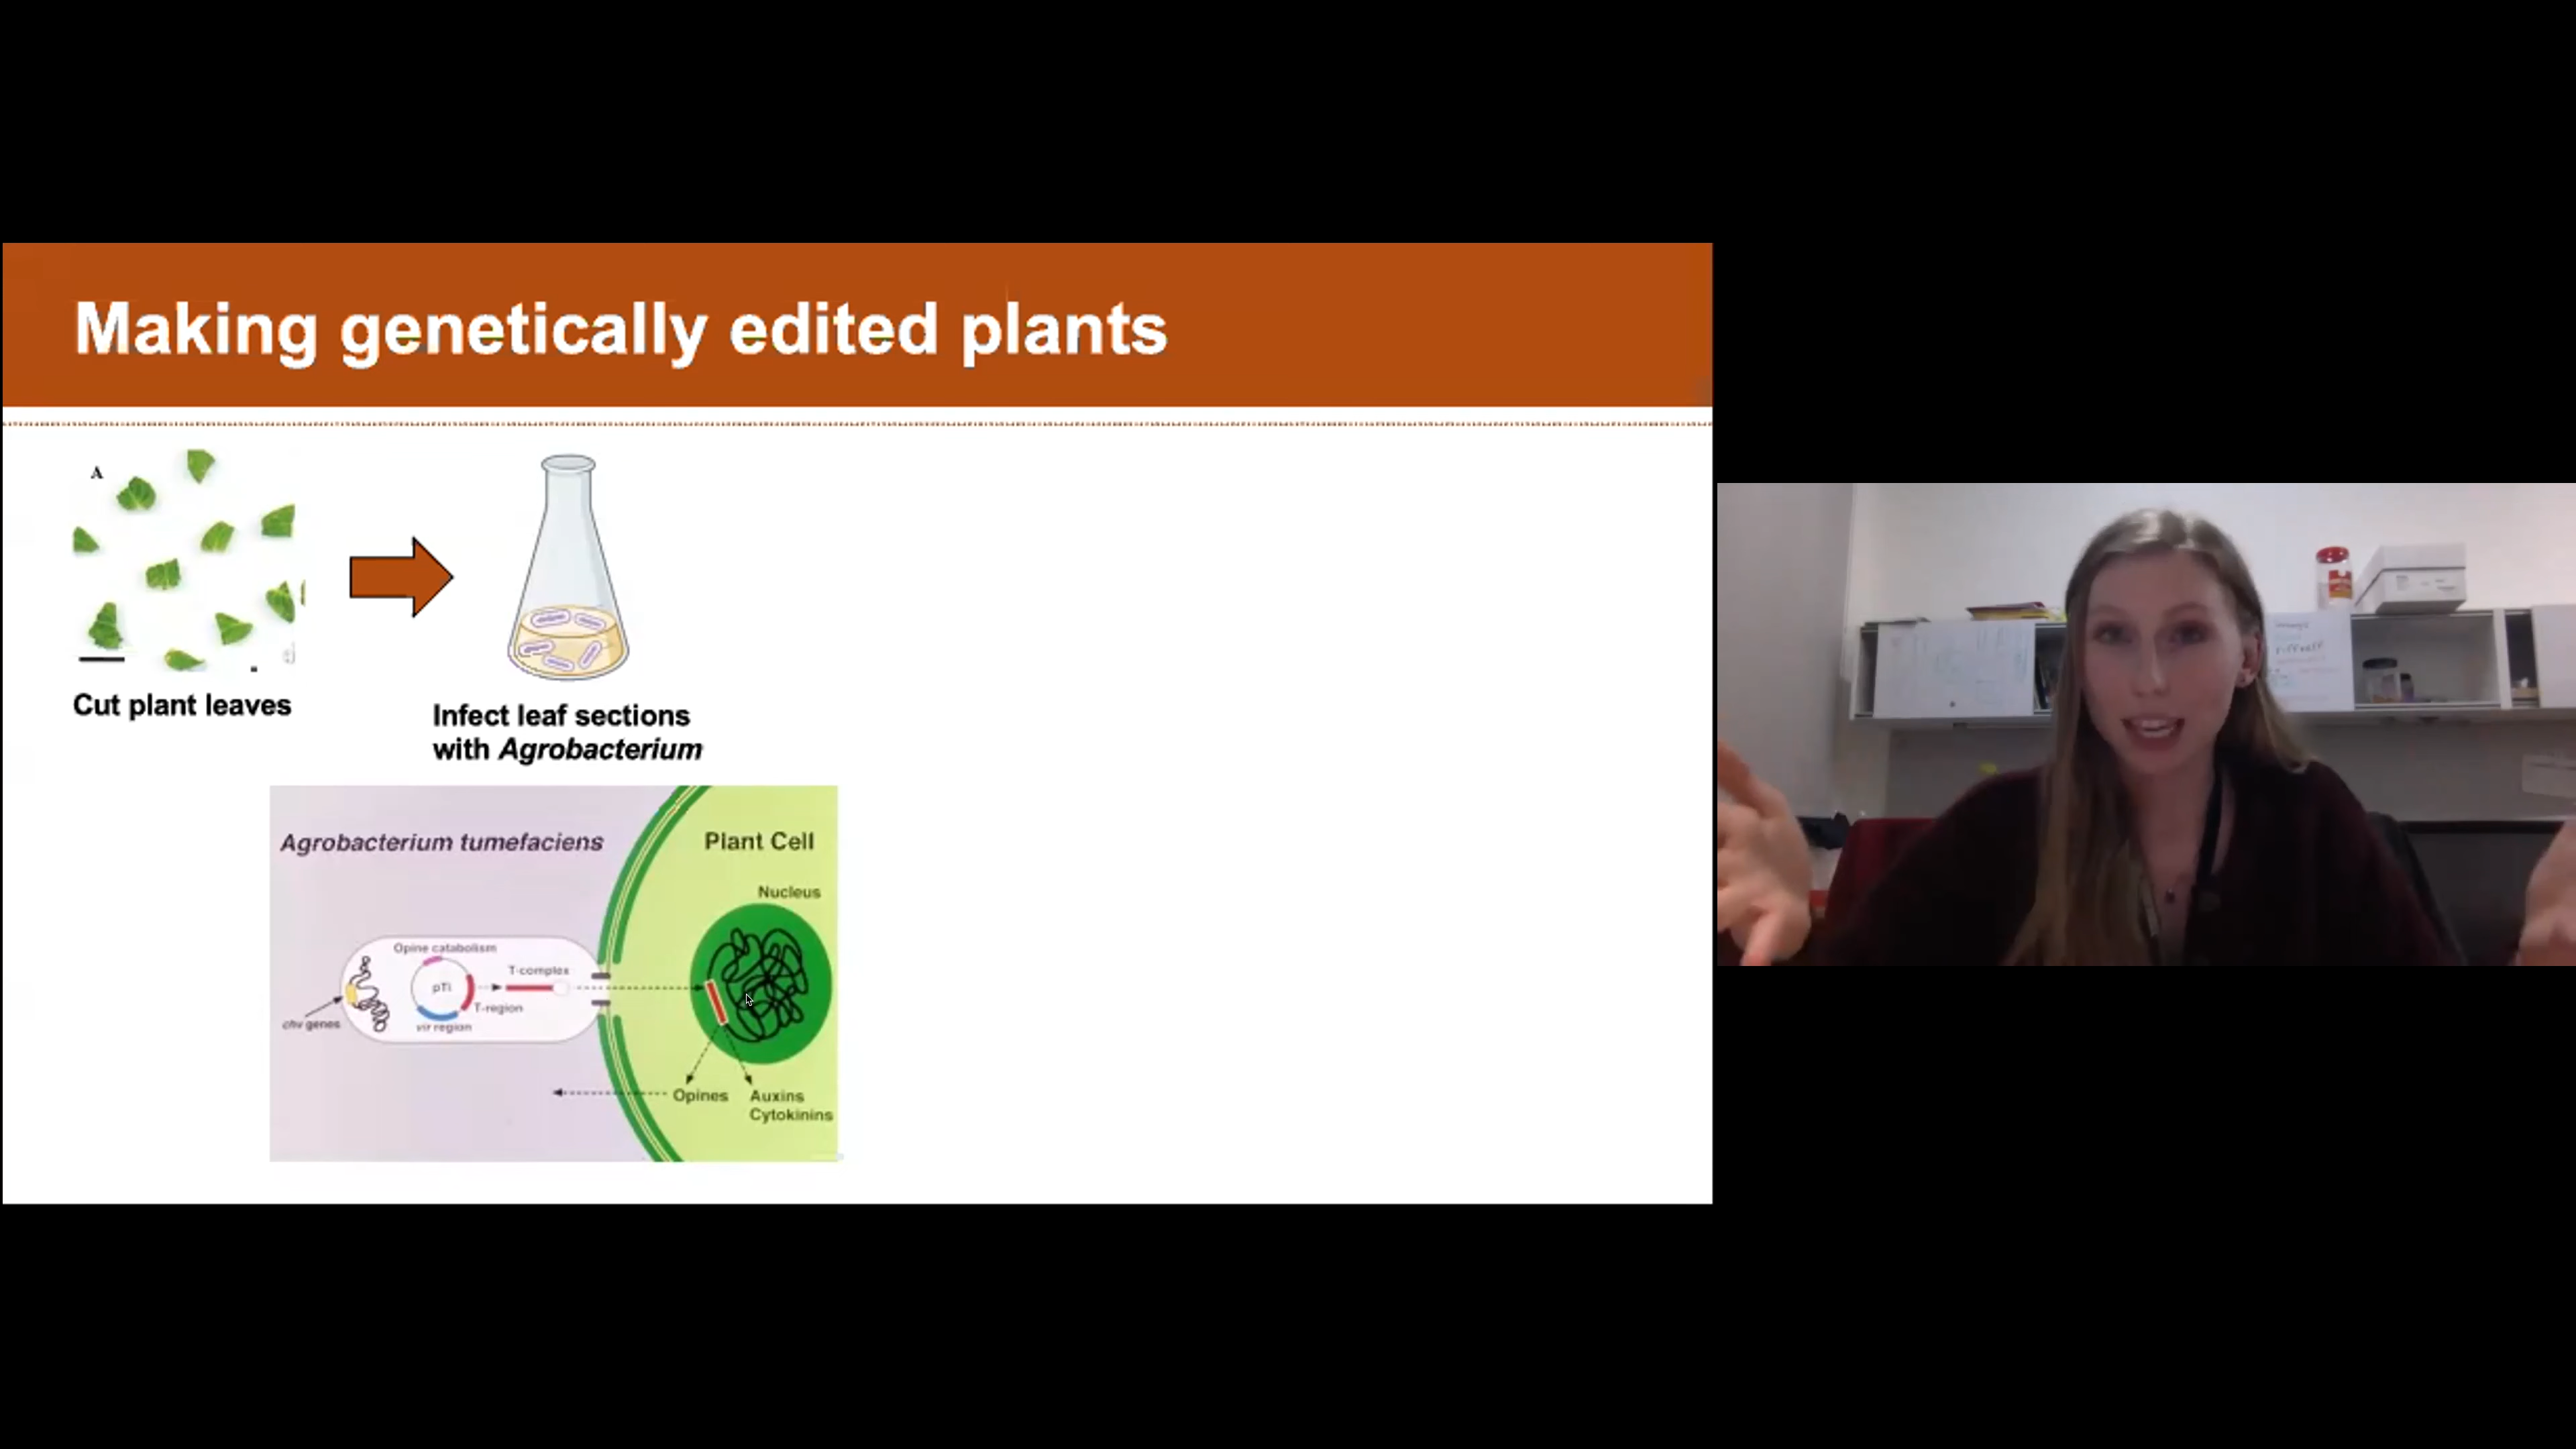 Making genetically edited plants
A
Cut plant leaves
Infect leaf sections
with Agrobacterium
Agrobacterium tumefaciens
Plant Cell
Nucleus
Opine catabolism
T-complex
pTi
T-region
chv genes
vir region
Opines
Auxins
Cytokinins